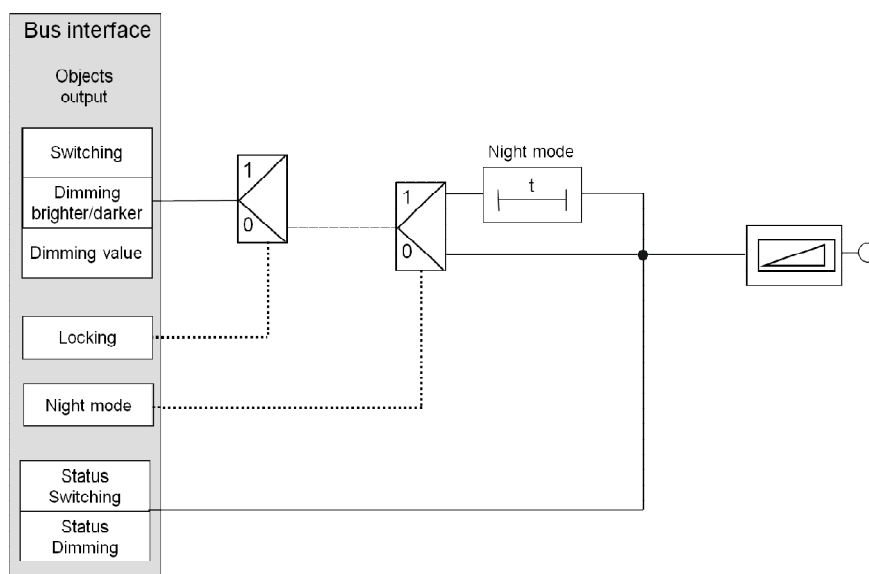 Bus interface
Objects
output
Switching
Dimming
brighter/darker
Dimming value
Locking
Night mode
Status
Switching
Status
Dimming
1
0
1
0
Night mode
t